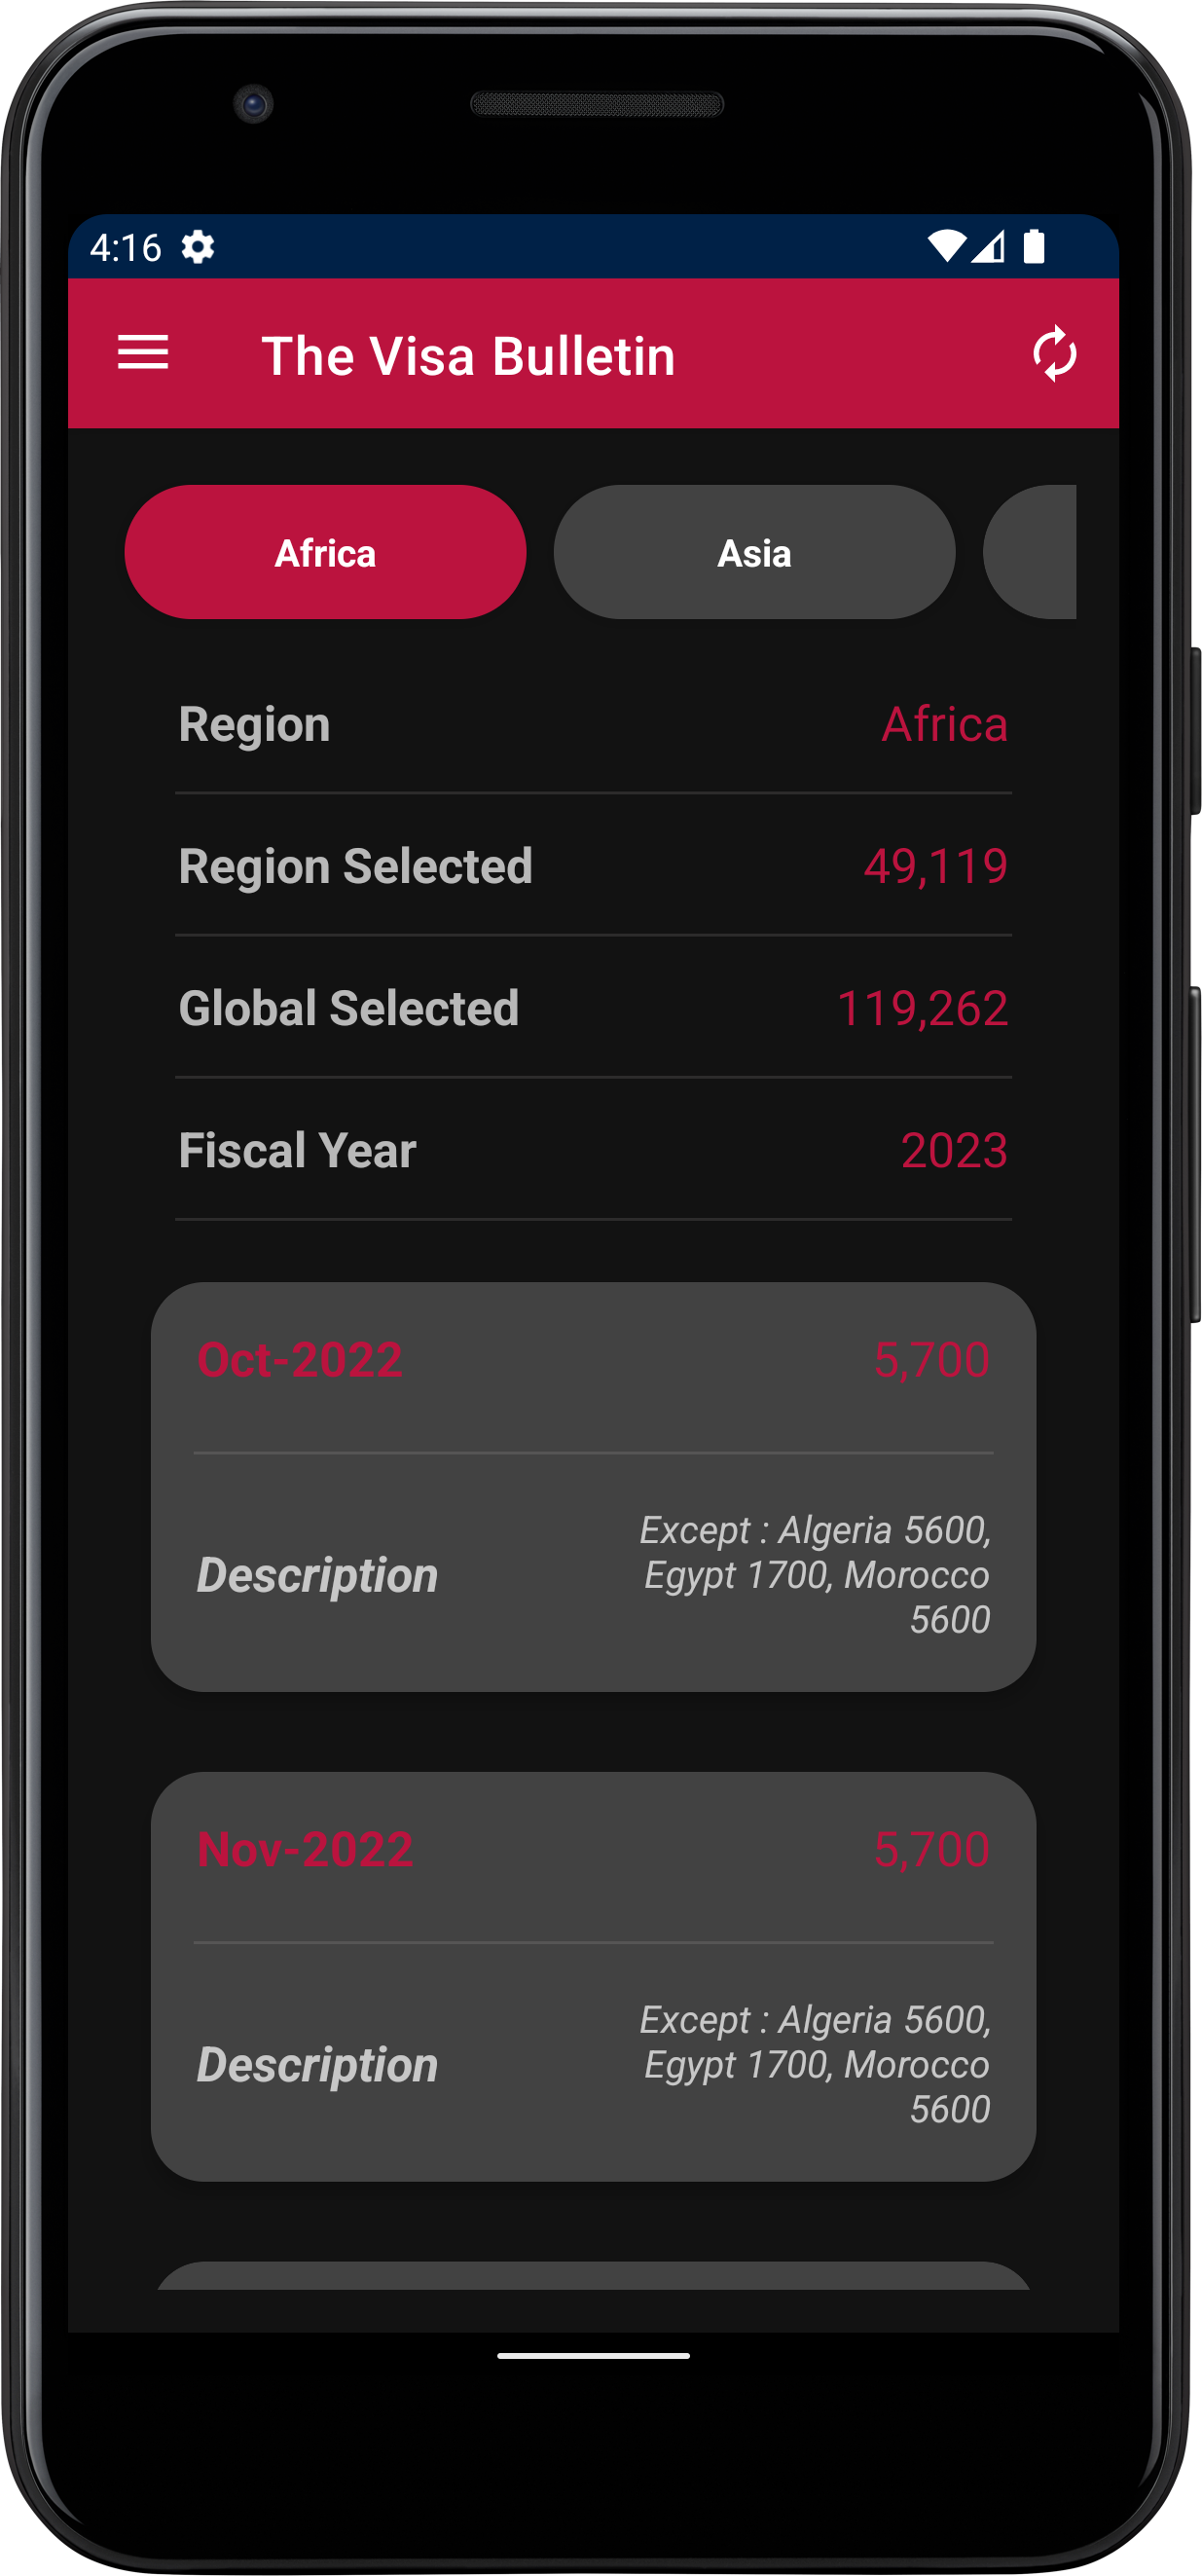 4:16
The Visa Bulletin
Africa
Asia
Region
Africa
Region Selected
49,119
Global Selected
119,262
Fiscal Year
2023
Oct-2022
5,700
Description
Except : Algeria 5600,
Egypt 1700, Morocco
5600
Nov-2022
5,700
Description
Except : Algeria 5600,
Egypt 1700, Morocco
5600